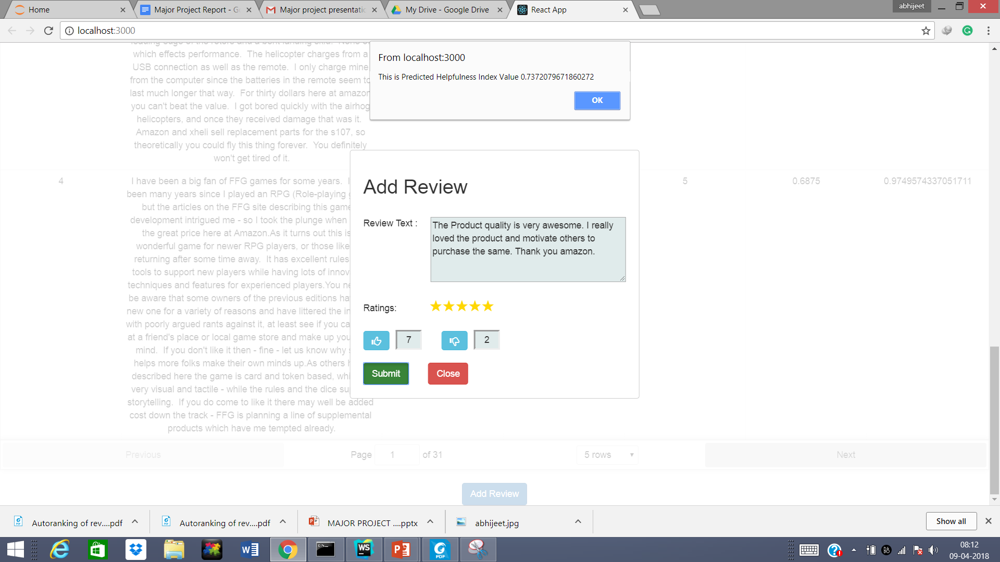 Home
Major Project Report - G
Major project presentatio
My Drive - Google Drive
React App
abhijeet
localhost:3000
which effects performance.  The helicopter charges from a
USB connection as well as the remote.  I only charge mine
from the computer since the batteries in the remote seem to
last much longer that way.  For thirty dollars here at amazon
you can't beat the value.  I got bored quickly with the airhog
helicopters, and once they received damage that was it.
Amazon and xheli sell replacement parts for the s107, so
theoretically you could fly this thing forever.  You definitely
won't get tired of it.
From localhost:3000
This is Predicted Helpfulness Index Value 0.7372079671860272
OK
4
I have been a big fan of FFG games for some years.  I
been many years since I played an RPG (Role-playing
but the articles on the FFG site describing this game
development intrigued me - so I took the plunge when
the great price here at Amazon.As it turns out this is
wonderful game for newer RPG players, or those like
returning after some time away.  It has excellent rules
tools to support new players while having lots of innov
techniques and features for experienced players.You ne
be aware that some owners of the previous editions ha
new one for a variety of reasons and have littered the in
with poorly argued rants against it, at least see if you ca
at a friend's place or local game store and make up you
mind.  If you don't like it then - fine - let us know why s
helps more folks make their own minds up.As others h
described here the game is card and token based, whi
very visual and tactile - while the rules and the dice su
storytelling.  If you do come to like it there may well be added
cost down the track - FFG is planning a line of supplemental
products which have me tempted already.
5
0.6875
0.9749574337051711
Add Review
Review Text :
The Product quality is very awesome. I really
loved the product and motivate others to
purchase the same. Thank you amazon.
Ratings:
7
2
Submit
Close
Previous
Page 1 of 31
5 rows
Next
Add Review
Autoranking of rev....pdf
Autoranking of rev....pdf
MAJOR PROJECT ....pptx
abhijeet.jpg
Show all
WS
PDF
08:12
09-04-2018